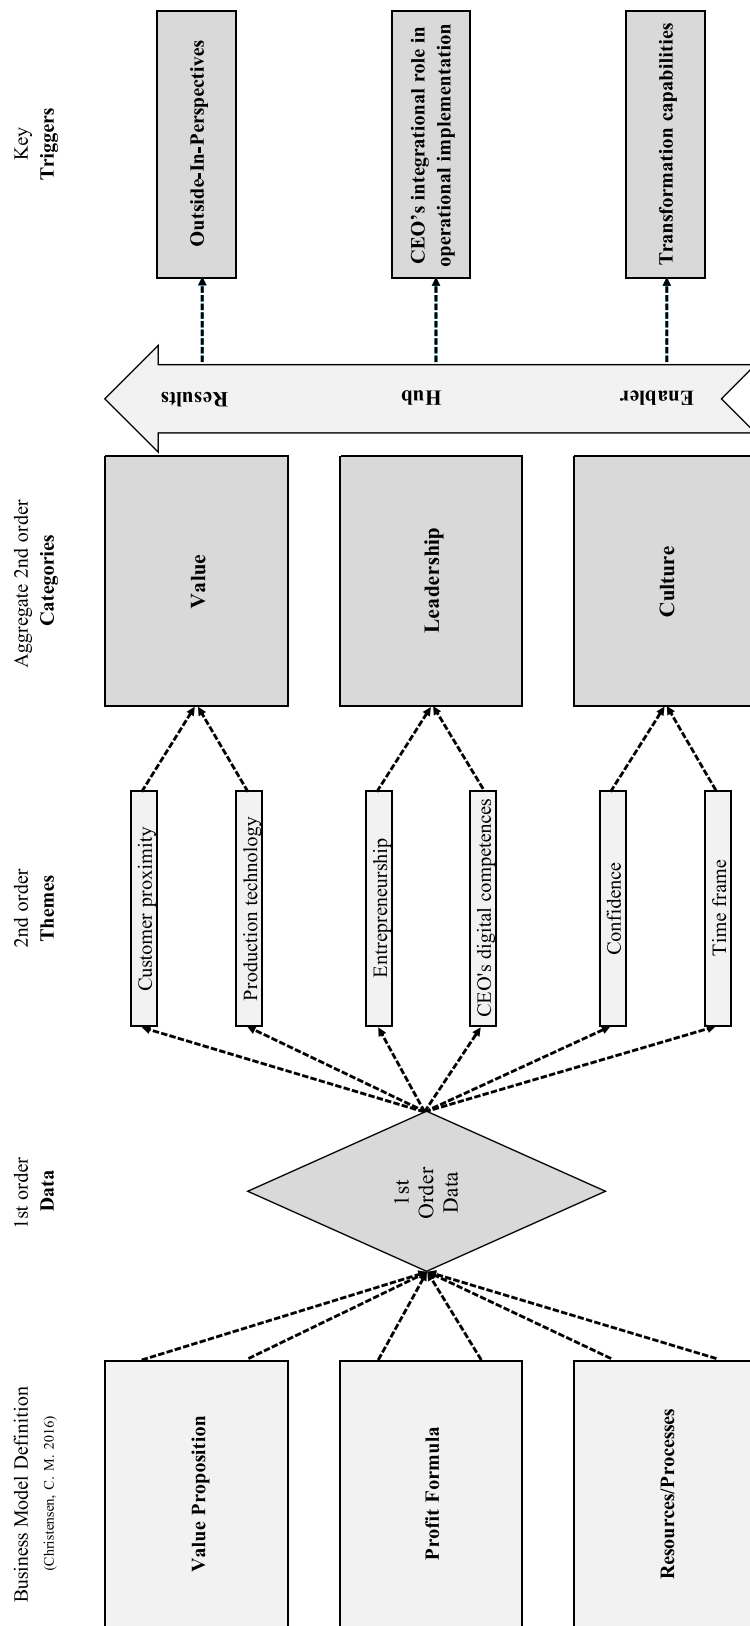 Business Model Definition
(Christensen, C. M. 2016)
1st order
Data
2nd order
Themes
Aggregate 2nd order
Categories
Key
Triggers
Value Proposition
Profit Formula
Resources/Processes
1st
Order
Data
Customer proximity
Production technology
Entrepreneurship
CEO's digital competences
Confidence
Time frame
Value
Leadership
Culture
Results
Hub
Enabler
Outside-In-Perspectives
CEO's integrational role in
operational implementation
Transformation capabilities